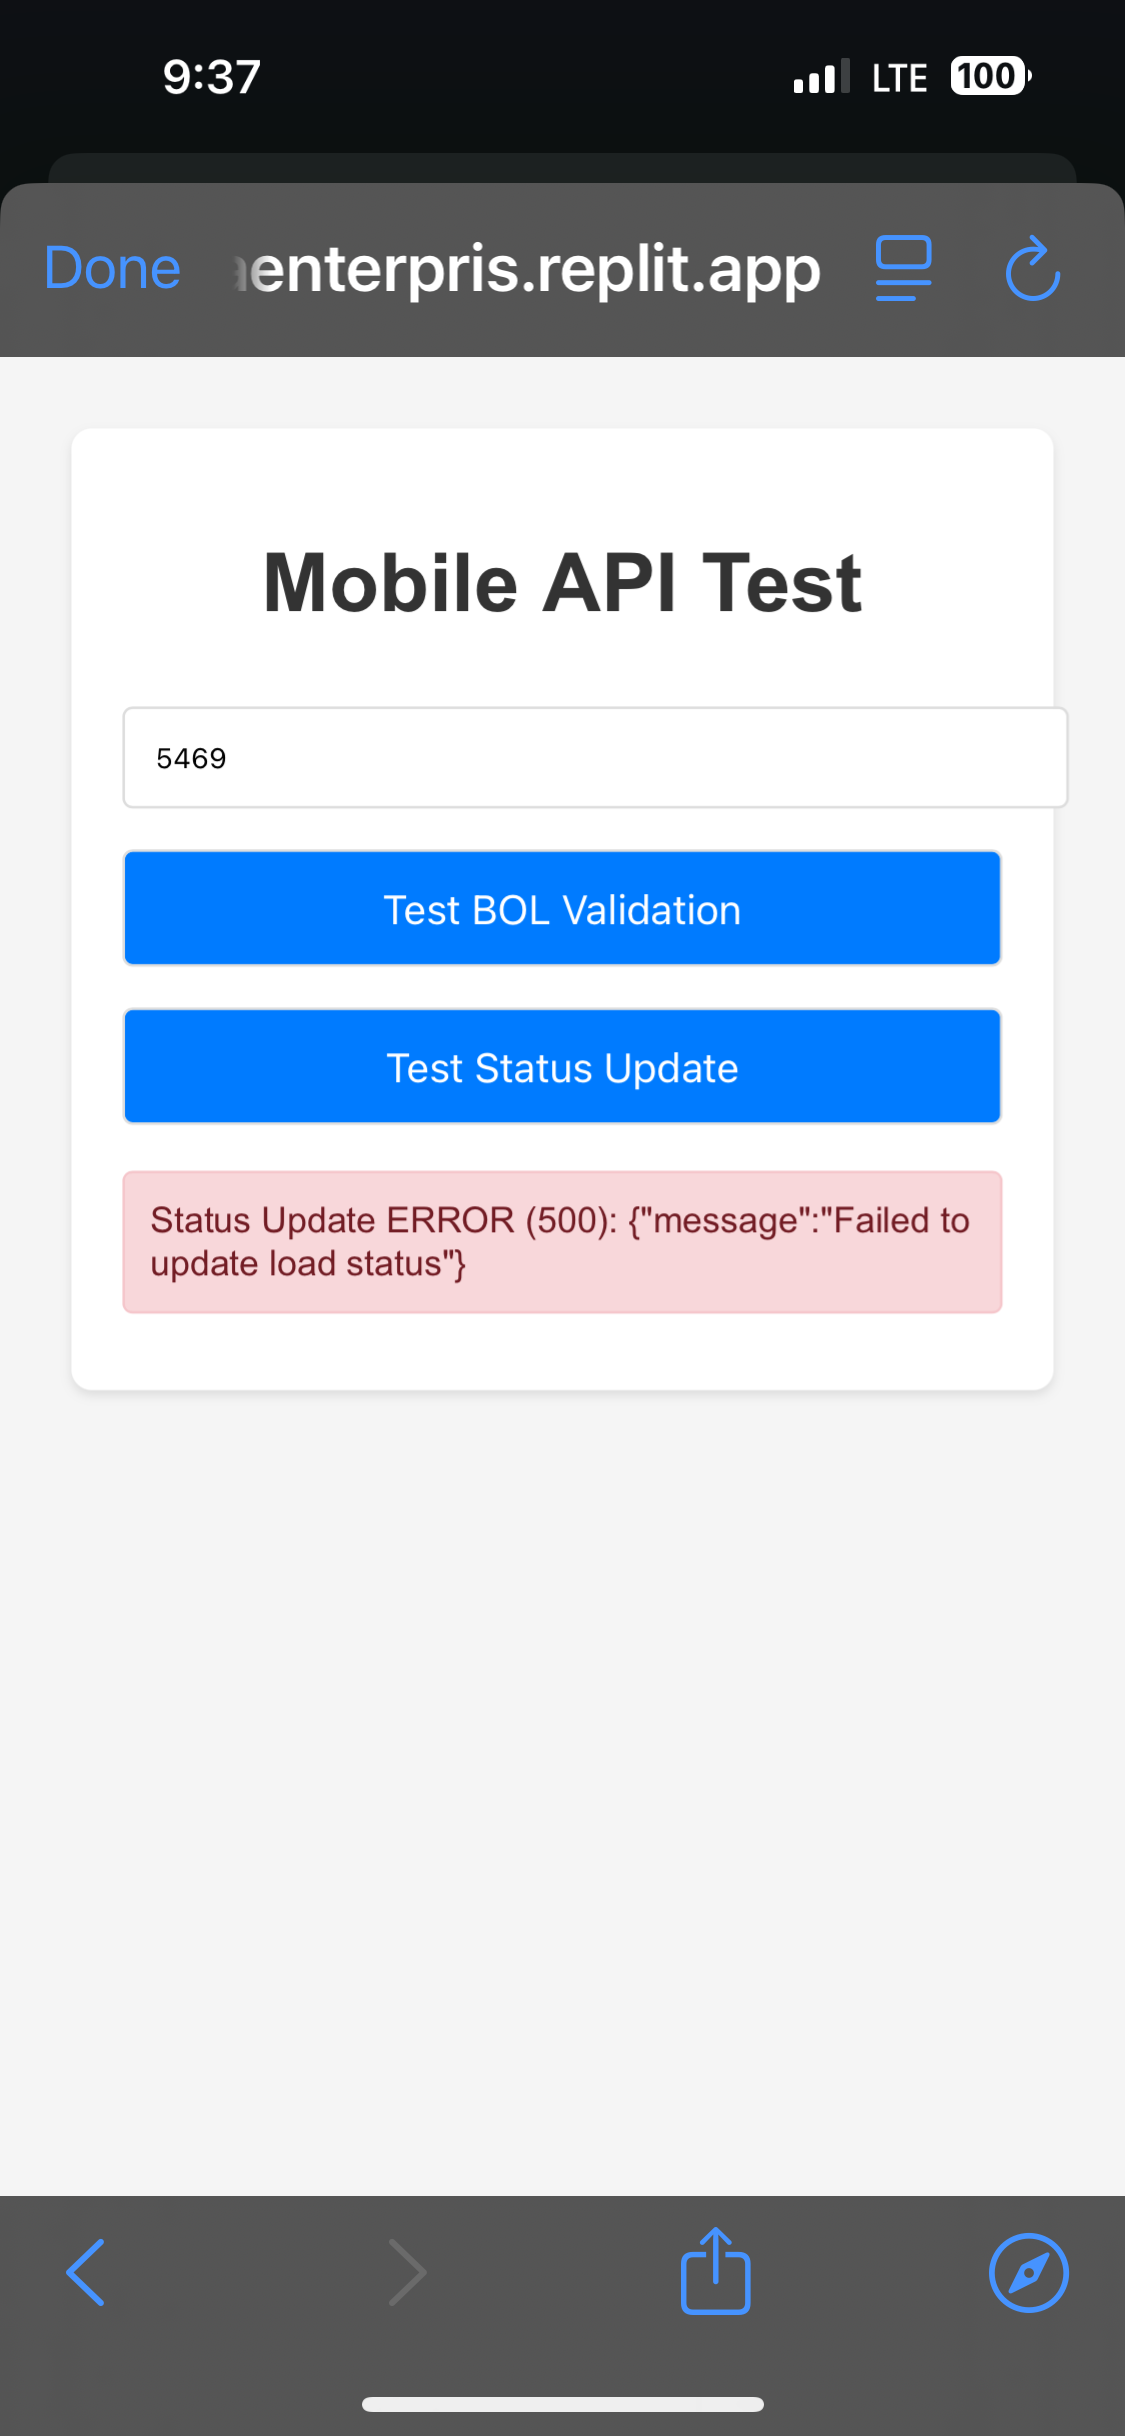 9:37
LTE
100
Done
enterpris.replit.app
Mobile API Test
5469
Test BOL Validation
Test Status Update
Status Update ERROR (500): {"message":"Failed to
update load status"}